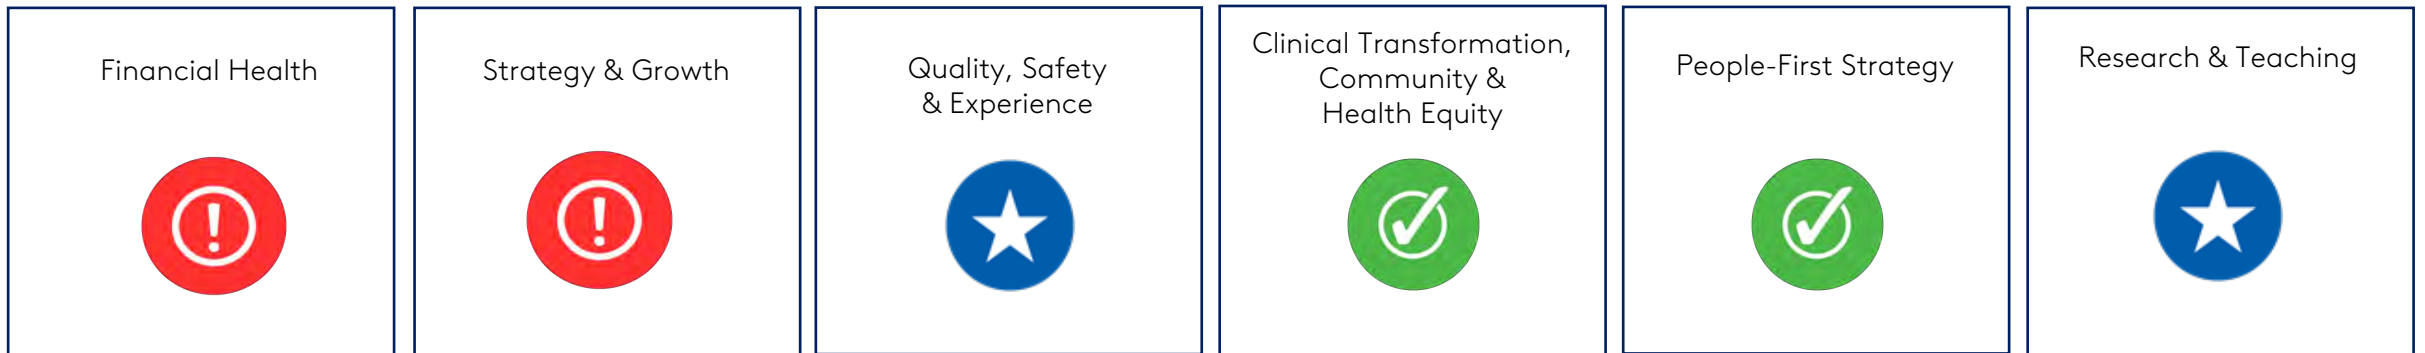 Financial Health
Strategy & Growth
Quality, Safety
& Experience
Clinical Transformation,
Community &
Health Equity
People-First Strategy
Research & Teaching